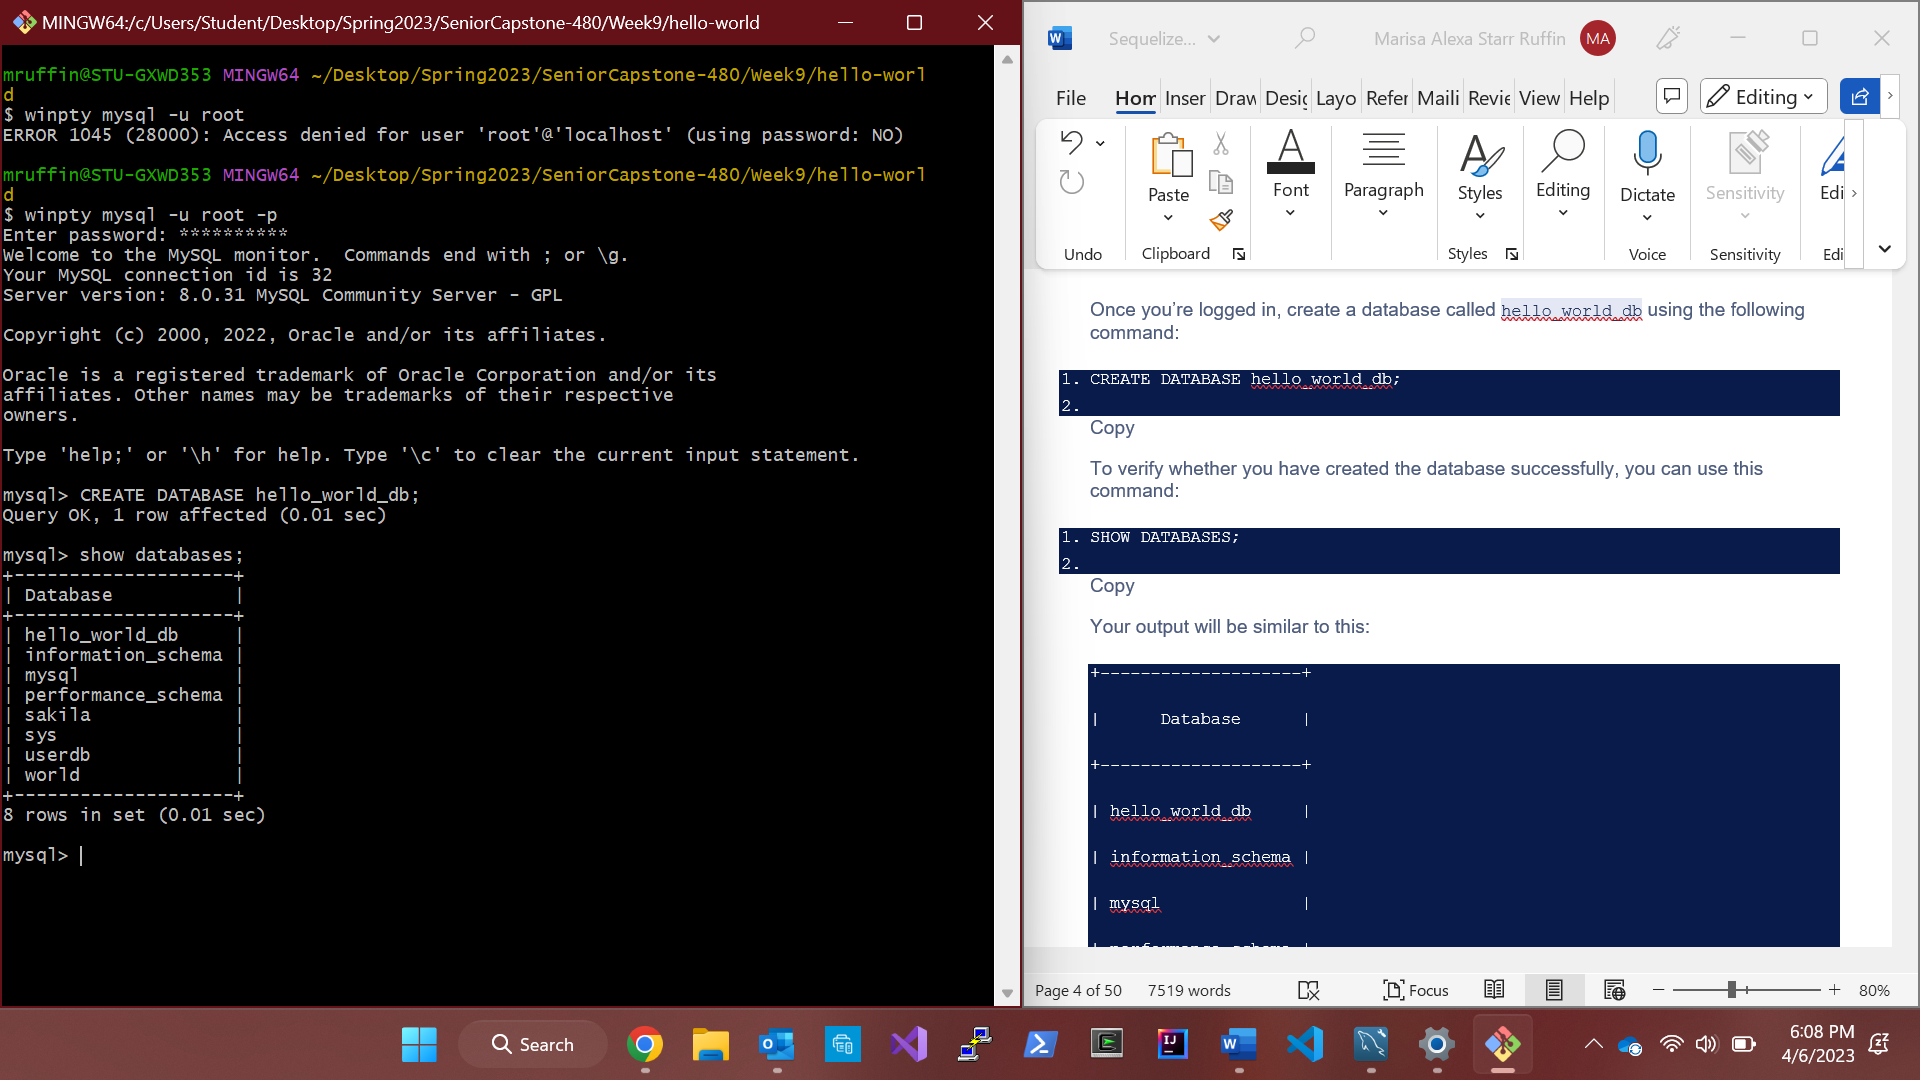 MINGW64:/c/Users/Student/Desktop/Spring2023/SeniorCapstone-480/Week9/hello-world
mruffin@STU-GXWD353 MINGW64 ~/Desktop/Spring2023/SeniorCapstone-480/Week9/hello-worl
d
$ winpty mysql -u root
ERROR 1045 (28000): Access denied for user 'root'@'localhost' (using password: NO)
mruffin@STU-GXWD353 MINGW64 ~/Desktop/Spring2023/SeniorCapstone-480/Week9/hello-worl
d
$ winpty mysql -u root -p
Enter password: **********
Welcome to the MySQL monitor.  Commands end with ; or \g.
Your MySQL connection id is 32
Server version: 8.0.31 MySQL Community Server - GPL
Copyright (c) 2000, 2022, Oracle and/or its affiliates.
Oracle is a registered trademark of Oracle Corporation and/or its
affiliates. Other names may be trademarks of their respective
owners.
Type 'help;' or '\h' for help. Type '\c' to clear the current input statement.
mysql> CREATE DATABASE hello_world_db;
Query OK, 1 row affected (0.01 sec)
mysql> show databases;
+--------------------+
| Database           |
+--------------------+
| hello_world_db     |
| information_schema |
| mysql              |
| performance_schema |
| sakila             |
| sys                |
| userdb             |
| world              |
+--------------------+
8 rows in set (0.01 sec)
mysql>
Sequelize...
Marisa Alexa Starr Ruffin
MA
File Hom Inser Draw Desig Layo Refer Maili Revie View Help
Editing
Paste
Font
Paragraph
Styles
Editing
Dictate
Sensitivity
Edi
Undo
Clipboard
Styles
Voice
Sensitivity
Edi
Once you're logged in, create a database called hello_world_db using the following
command:
1. CREATE DATABASE hello_world_db;
2.
Copy
To verify whether you have created the database successfully, you can use this
command:
1. SHOW DATABASES;
2.
Copy
Your output will be similar to this:
+--------------------+
|      Database      |
+--------------------+
| hello_world_db     |
| information_schema |
| mysql              |
| performance_schema |
Page 4 of 50
7519 words
Focus
80%
Search
6:08 PM
4/6/2023